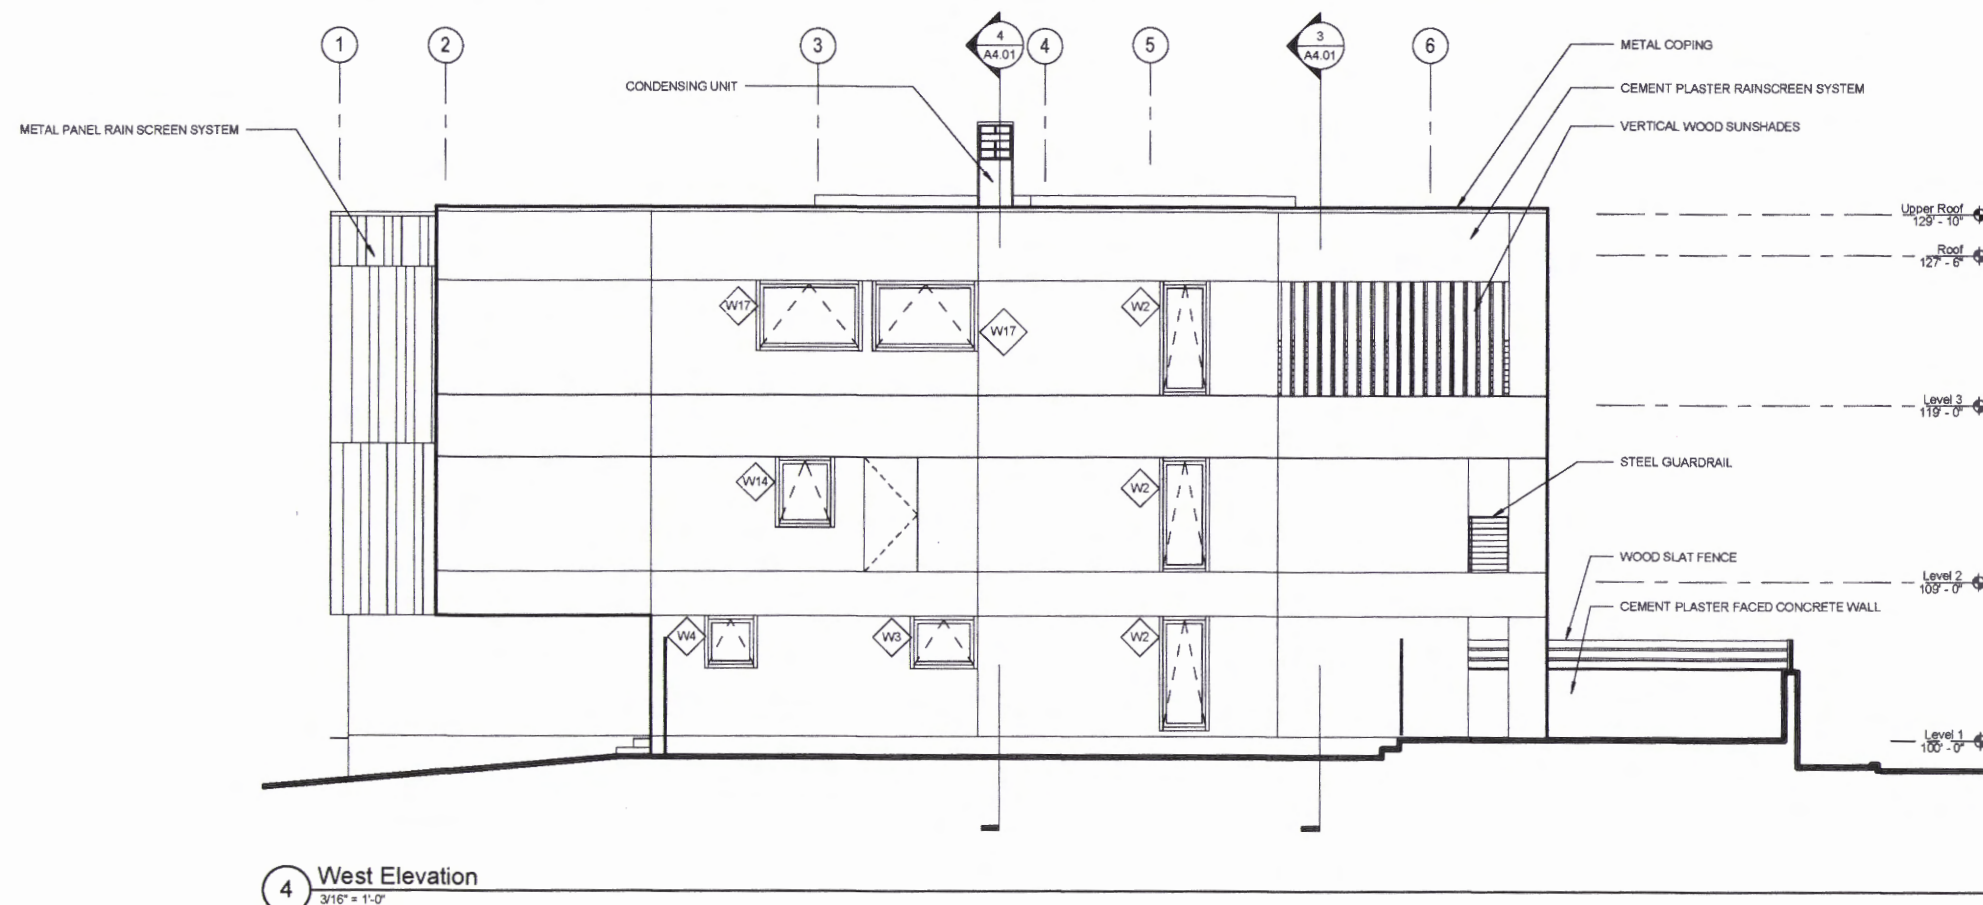 1
2
3
4
A4.01
4
5
3
A4.01
6
METAL COPING
CONDENSING UNIT
CEMENT PLASTER RAINSCREEN SYSTEM
METAL PANEL RAIN SCREEN SYSTEM
VERTICAL WOOD SUNSHADES
Upper Roof
129' - 10"
Roof
127' - 6"
W17
W17
W2
Level 3
119' - 0"
STEEL GUARDRAIL
W14
W2
WOOD SLAT FENCE
Level 2
109' - 0"
CEMENT PLASTER FACED CONCRETE WALL
W4
W3
W2
Level 1
100' - 0"
4
West Elevation
3/16" = 1'-0"